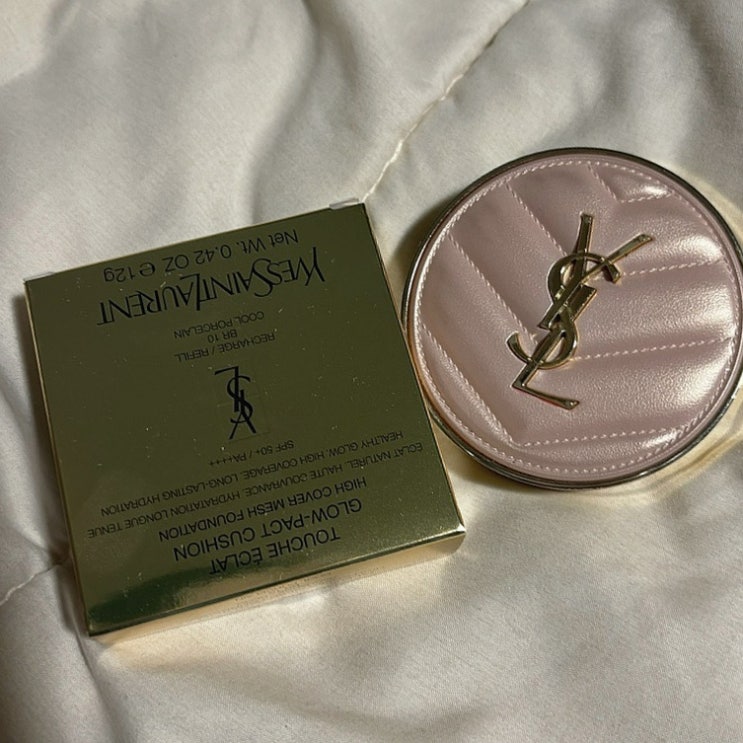 TOUCHE ÉCLAT
GLOW-PACT CUSHION
HIGH COVER MESH FOUNDATION
ÉCLAT NATUREL. HAUTE COUVRANCE. HYDRATATION LONGUE TENUE
HEALTHY GLOW. HIGH COVERAGE. LONG-LASTING HYDRATION
SPF 50+ / PA++++
YSL
RECHARGE / REFILL
BR 10
COOL PORCELAIN
YVESSAINTLAURENT
Net Wt. 0.42 OZ ℮ 12g
YSL